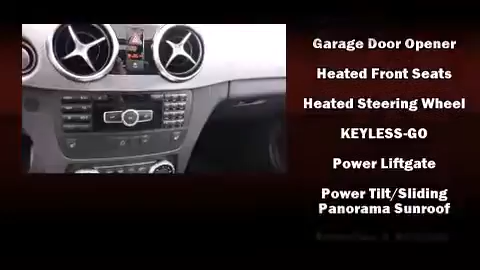 Garage Door Opener
Heated Front Seats
Heated Steering Wheel
KEYLESS-GO
Power Liftgate
Power Tilt/Sliding
Panorama Sunroof